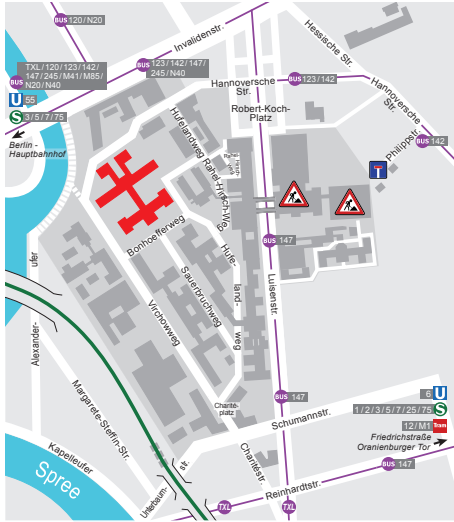 BUS 120/N20
Invalidenstr.
Hessische Str.
BUS
TXL/120/123/142/
147/245/M41/M85/
N20/N40
BUS 123/142/147/
245/N40
U 55
S 3/5/7/75
Berlin -
Hauptbahnhof
Hannoversche
Str.
BUS 123/142
Robert-Koch-
Platz
Hannoversche
Str.
BUS 142
Philippstr.
Hufelandweg
Rahel-Hirsch-Weg
Bonhoefferweg
Sauerbruchweg
Hufe-
land-
weg
Virchowweg
BUS 147
Luisenstr.
Alexander-
ufer
Margarete-Steffin-Str.
Charité-
platz
BUS 147
Schumannstr.
U 6
S 1/2/3/5/7/25/75
Tram 12/M1
Friedrichstraße
Oranienburger Tor
BUS 147
Kapelleufer
Spree
Unterbaum-
str.
Charitéstr.
Reinhardtstr.
TXL
TXL